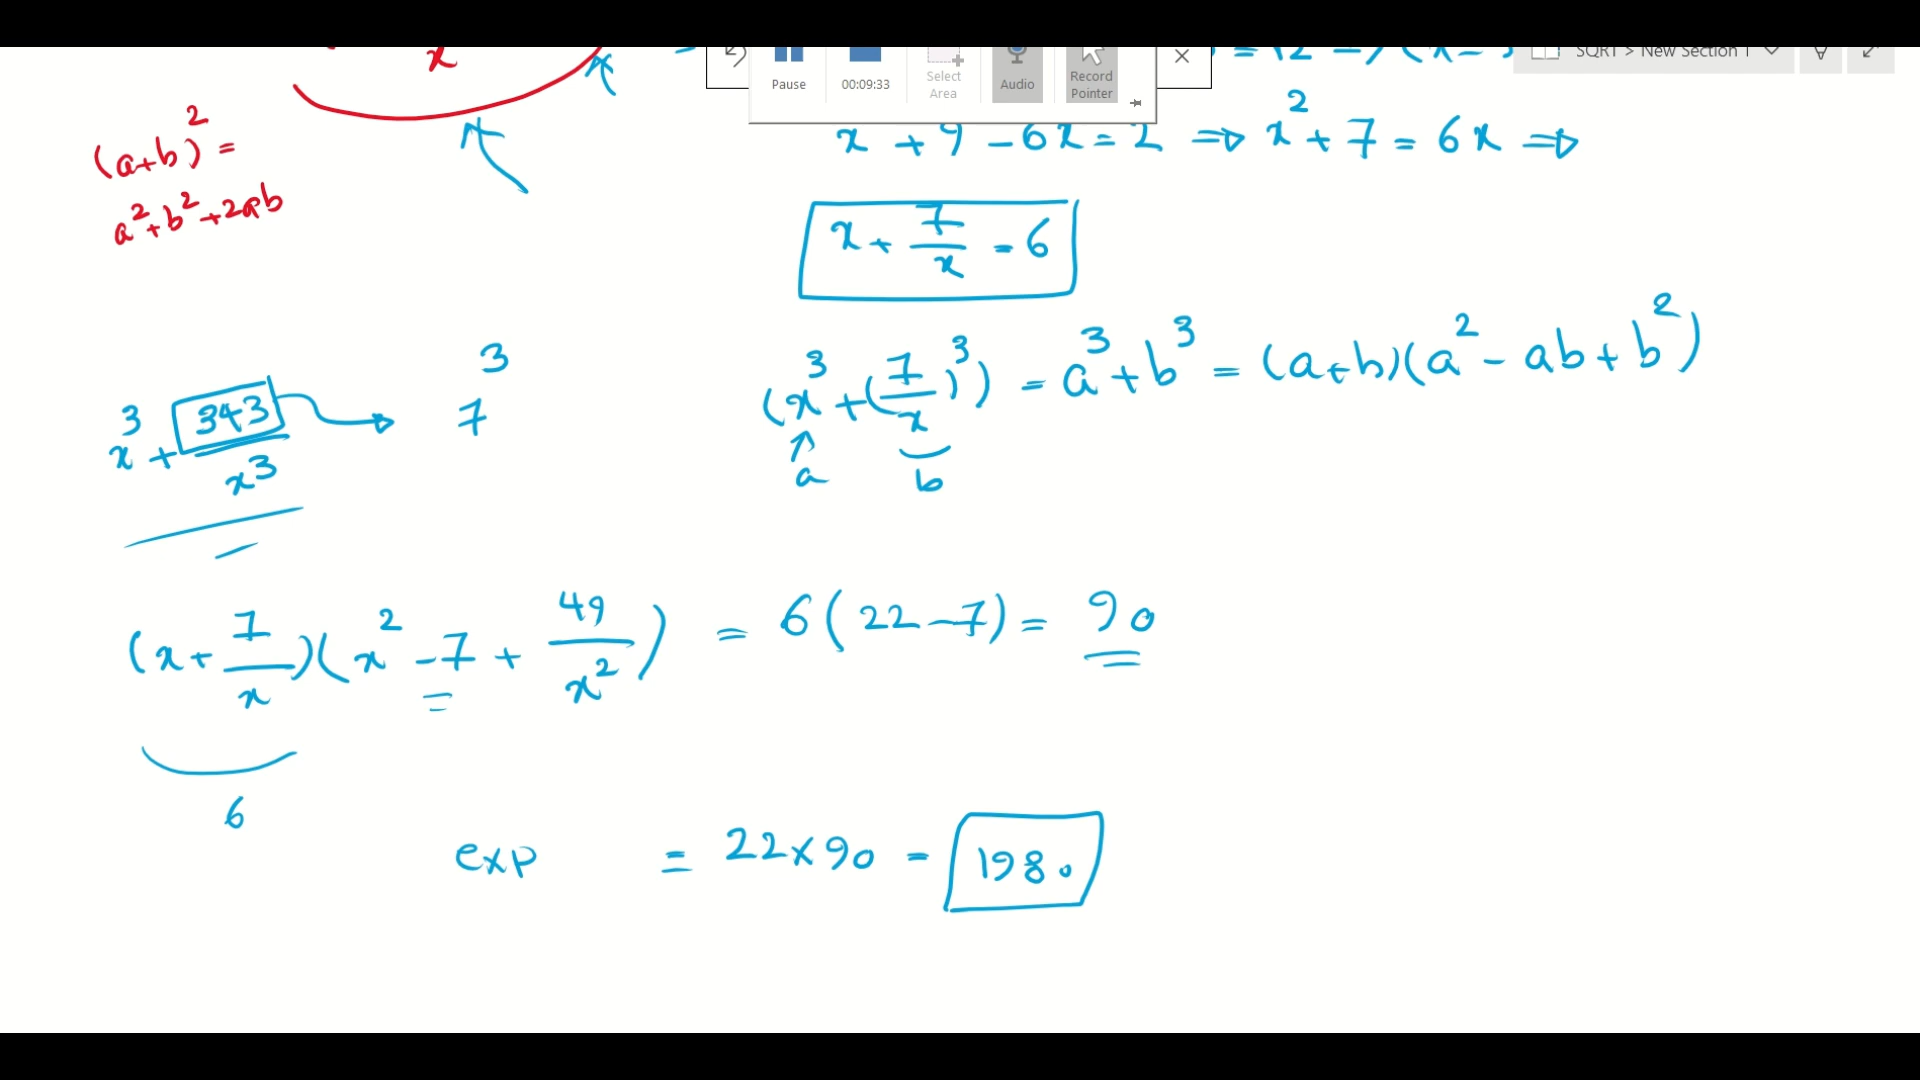 x
SQRT > New Section 1
Pause
00:09:33
Select Area
Audio
Record Pointer
(a+b)² =
a²+b²+2ab
x + 9 - 6x = 2 ⇒ x² + 7 = 6x ⇒
x + 7/x = 6
x³ + 343/x³ → 7³
(x³ + (7/x)³) = a³ + b³ = (a+b)(a² - ab + b²)
a b
(x + 7/x)(x² - 7 + 49/x²) = 6(22 - 7) = 90
6
exp = 22 × 90 = 1980